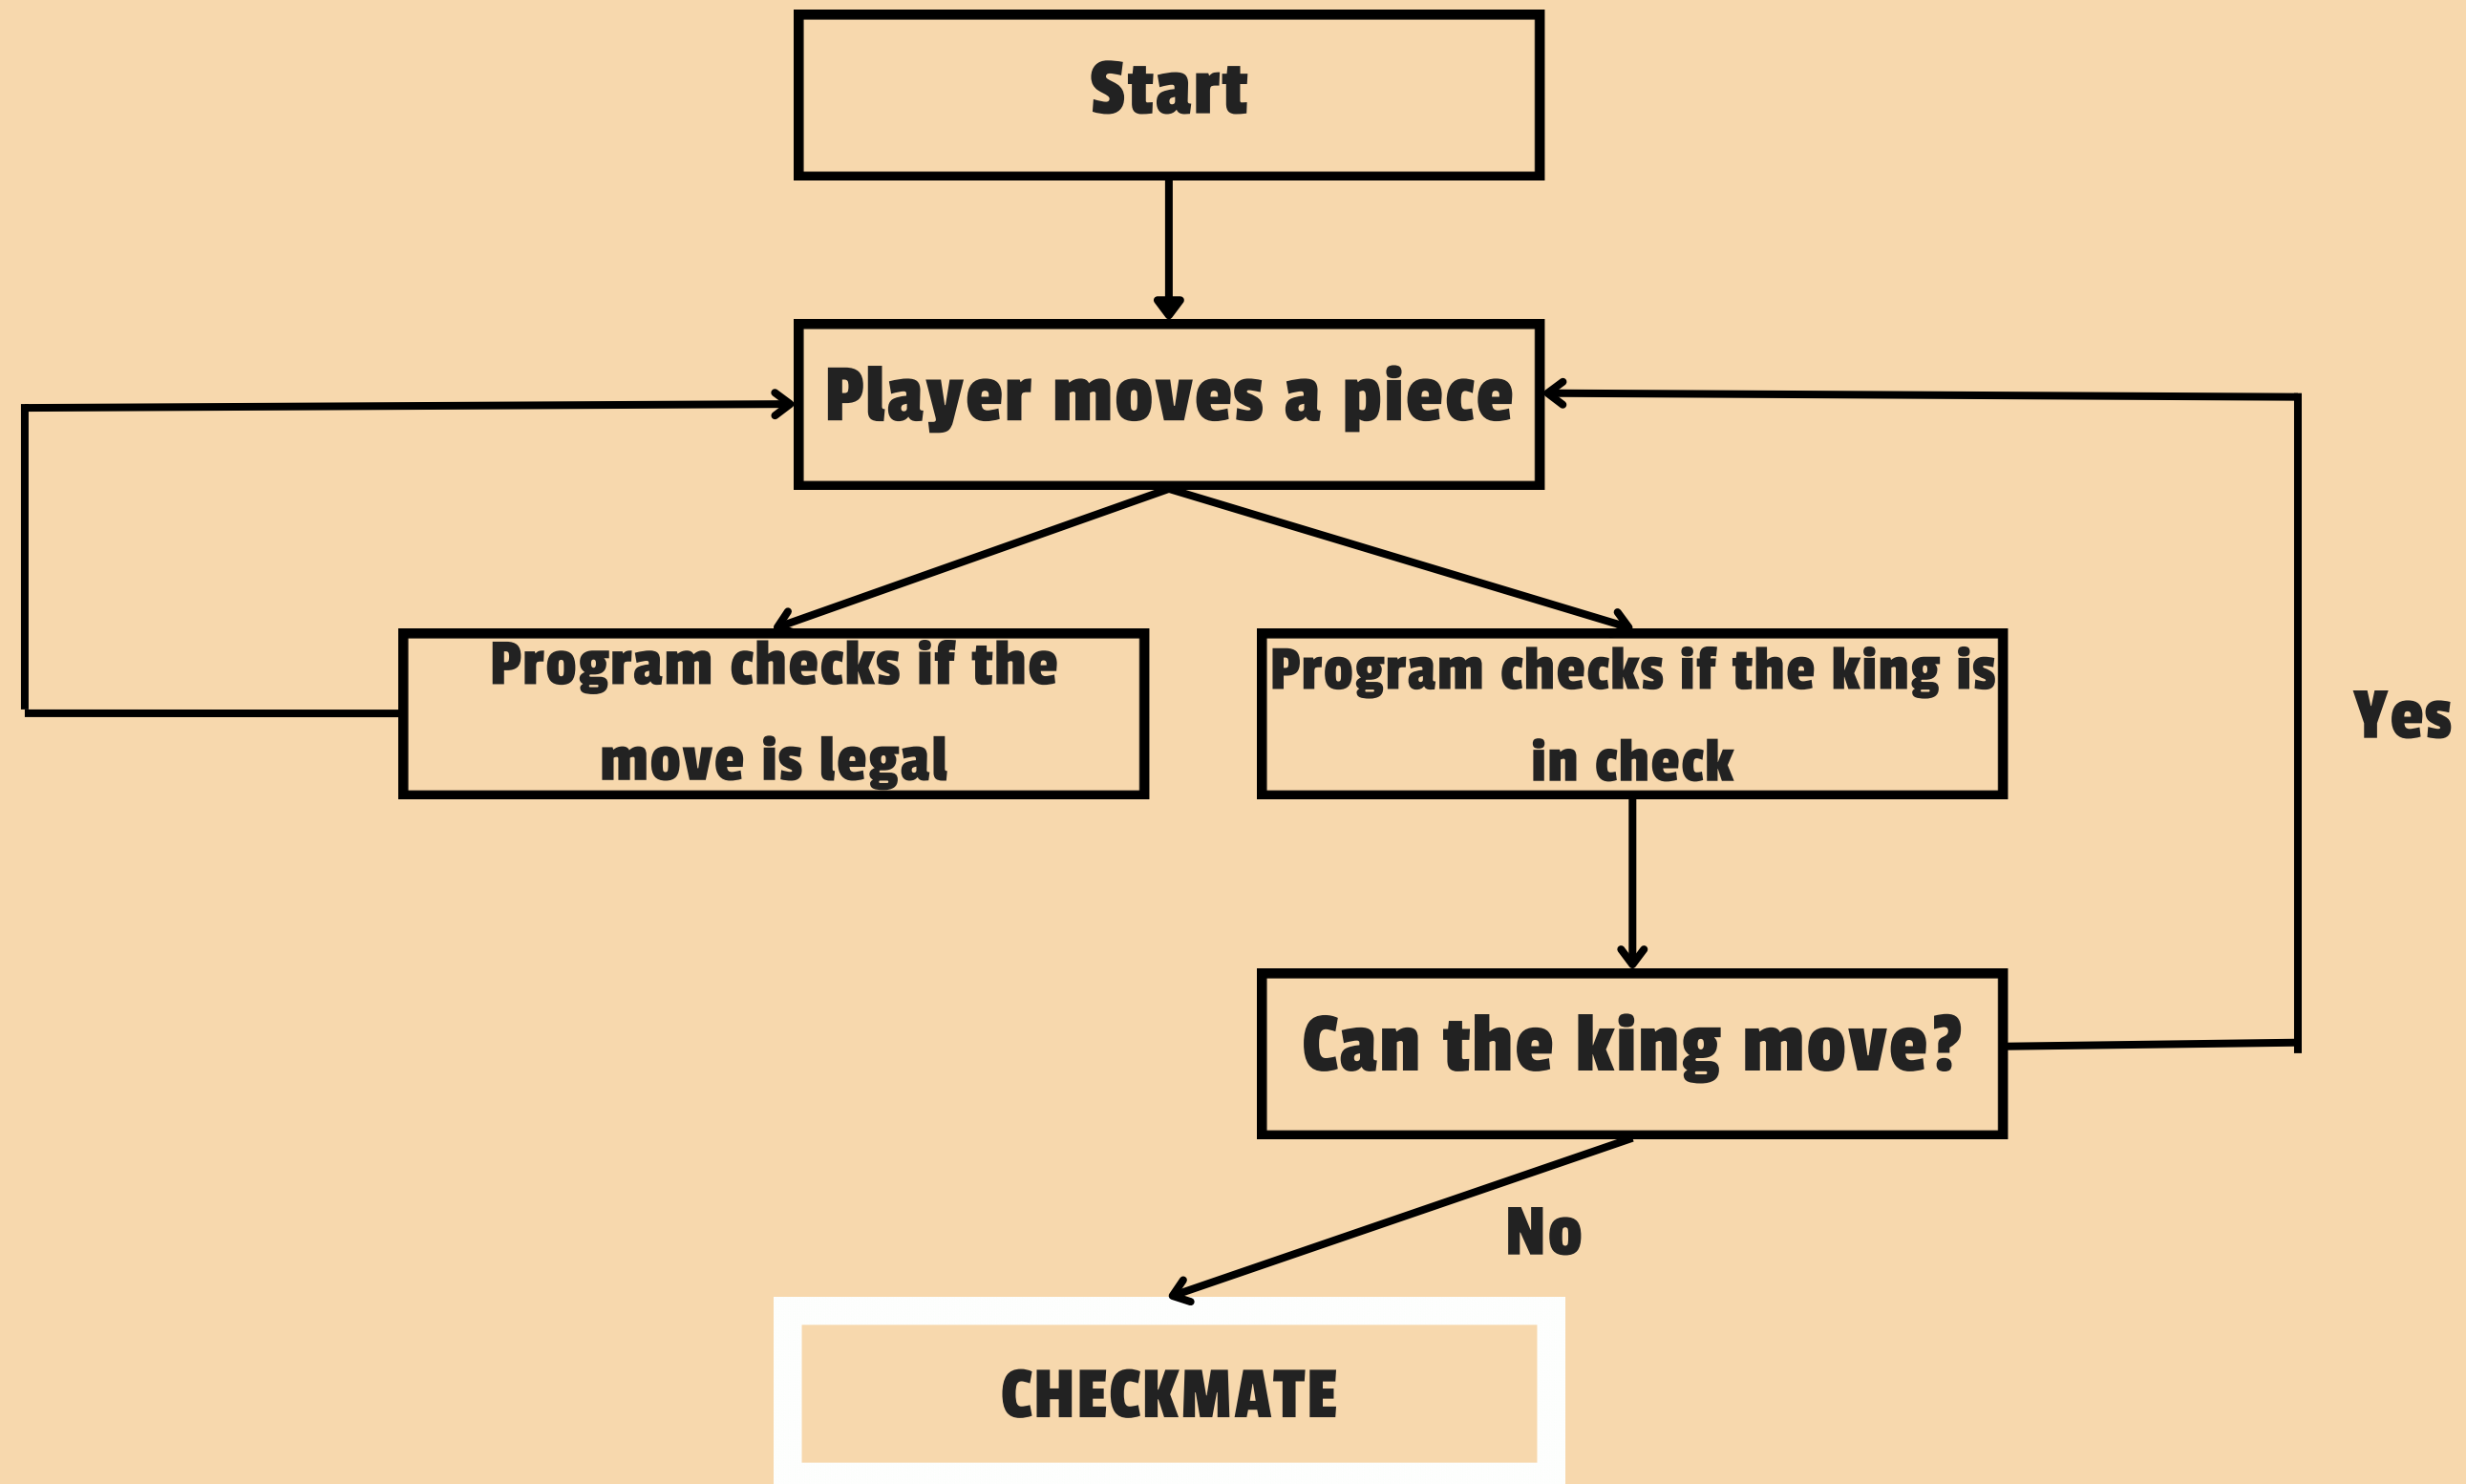 Start
Player moves a piece
Program checks if the
move is legal
Program checks if the king is
in check
Yes
Can the king move?
No
CHECKMATE